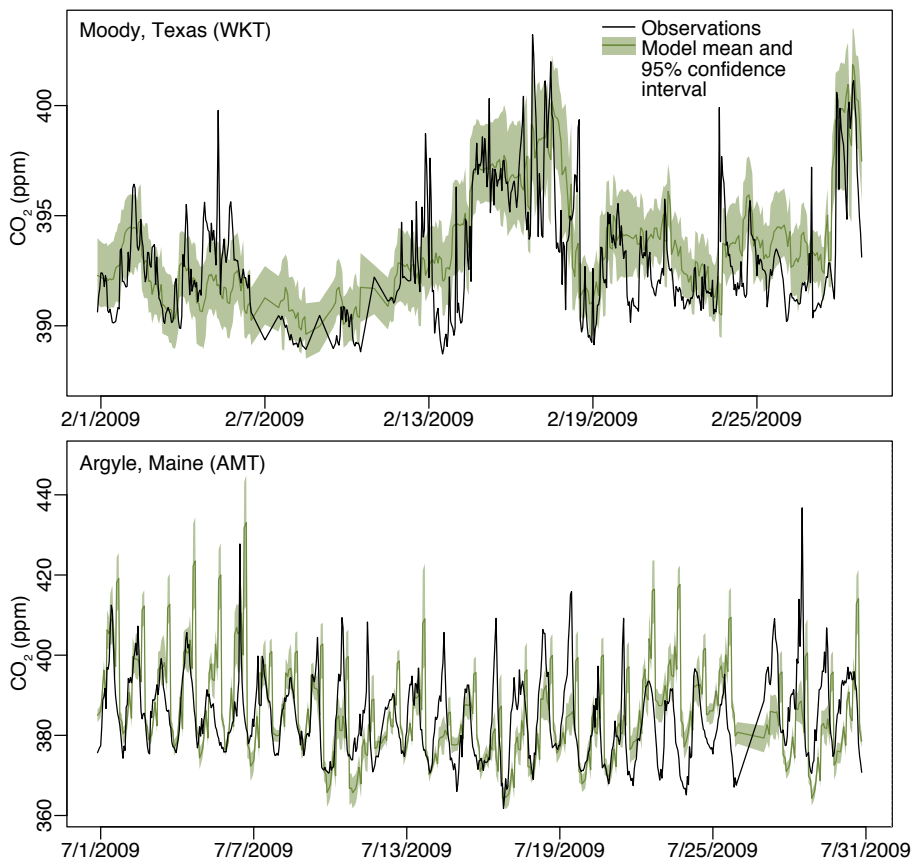 Moody, Texas (WKT)
Observations
Model mean and
95% confidence
interval
CO₂ (ppm)
400
395
390
2/1/2009
2/7/2009
2/13/2009
2/19/2009
2/25/2009
Argyle, Maine (AMT)
CO₂ (ppm)
440
420
400
380
360
7/1/2009
7/7/2009
7/13/2009
7/19/2009
7/25/2009
7/31/2009